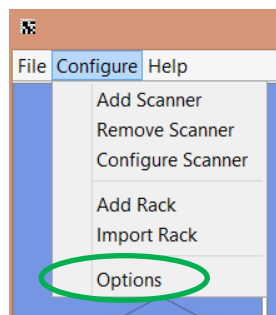 File Configure Help
Add Scanner
Remove Scanner
Configure Scanner
Add Rack
Import Rack
Options